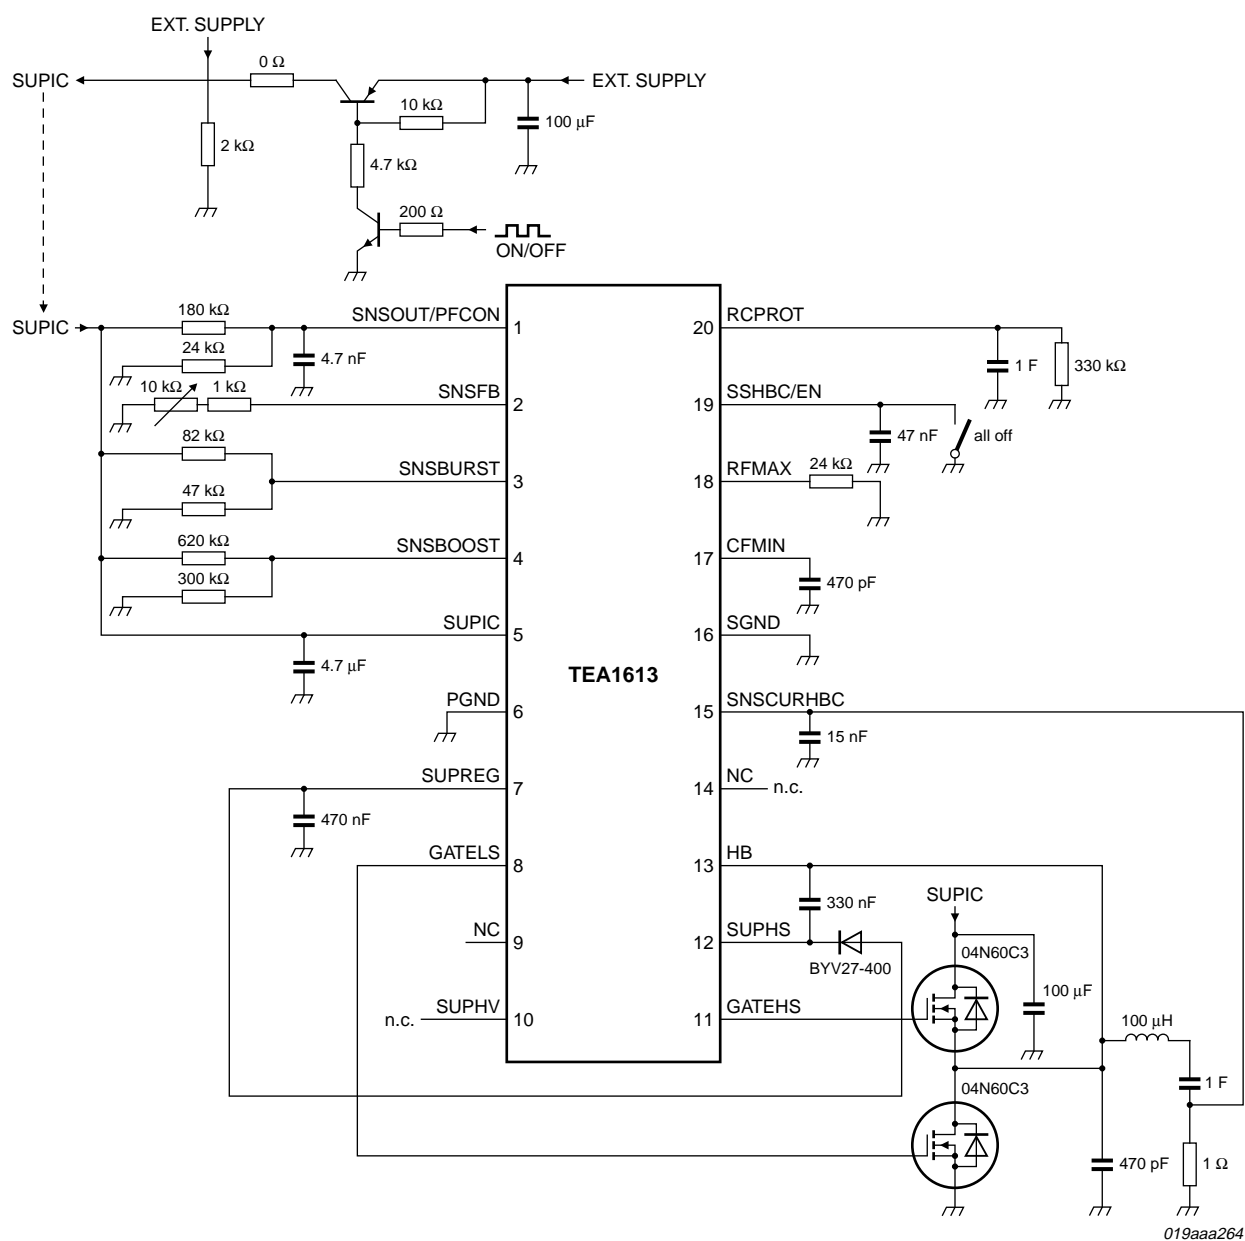 EXT. SUPPLY
SUPIC
0 Ω
EXT. SUPPLY
10 kΩ
100 μF
2 kΩ
4.7 kΩ
200 Ω
ON/OFF
SUPIC
180 kΩ
SNSOUT/PFCON
1
24 kΩ
4.7 nF
10 kΩ
1 kΩ
SNSFB
2
82 kΩ
SNSBURST
3
47 kΩ
620 kΩ
SNSBOOST
4
300 kΩ
SUPIC
5
4.7 μF
PGND
6
SUPREG
7
470 nF
GATELS
8
NC
9
n.c.
SUPHV
10
TEA1613
20
RCPROT
1 F
330 kΩ
19
SSHBC/EN
47 nF
all off
18
RFMAX
24 kΩ
17
CFMIN
470 pF
16
SGND
15
SNSCURHBC
15 nF
14
NC
n.c.
13
HB
330 nF
SUPIC
12
SUPHS
BYV27-400
04N60C3
100 μF
11
GATEHS
100 μH
1 F
04N60C3
470 pF
1 Ω
019aaa264